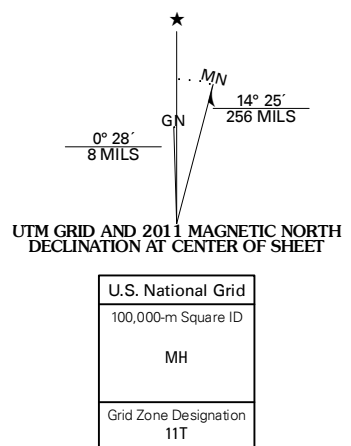 ★
MN
GN
14° 25´
256 MILS
0° 28´
8 MILS
UTM GRID AND 2011 MAGNETIC NORTH
DECLINATION AT CENTER OF SHEET
U.S. National Grid
100,000-m Square ID
MH
Grid Zone Designation
11T